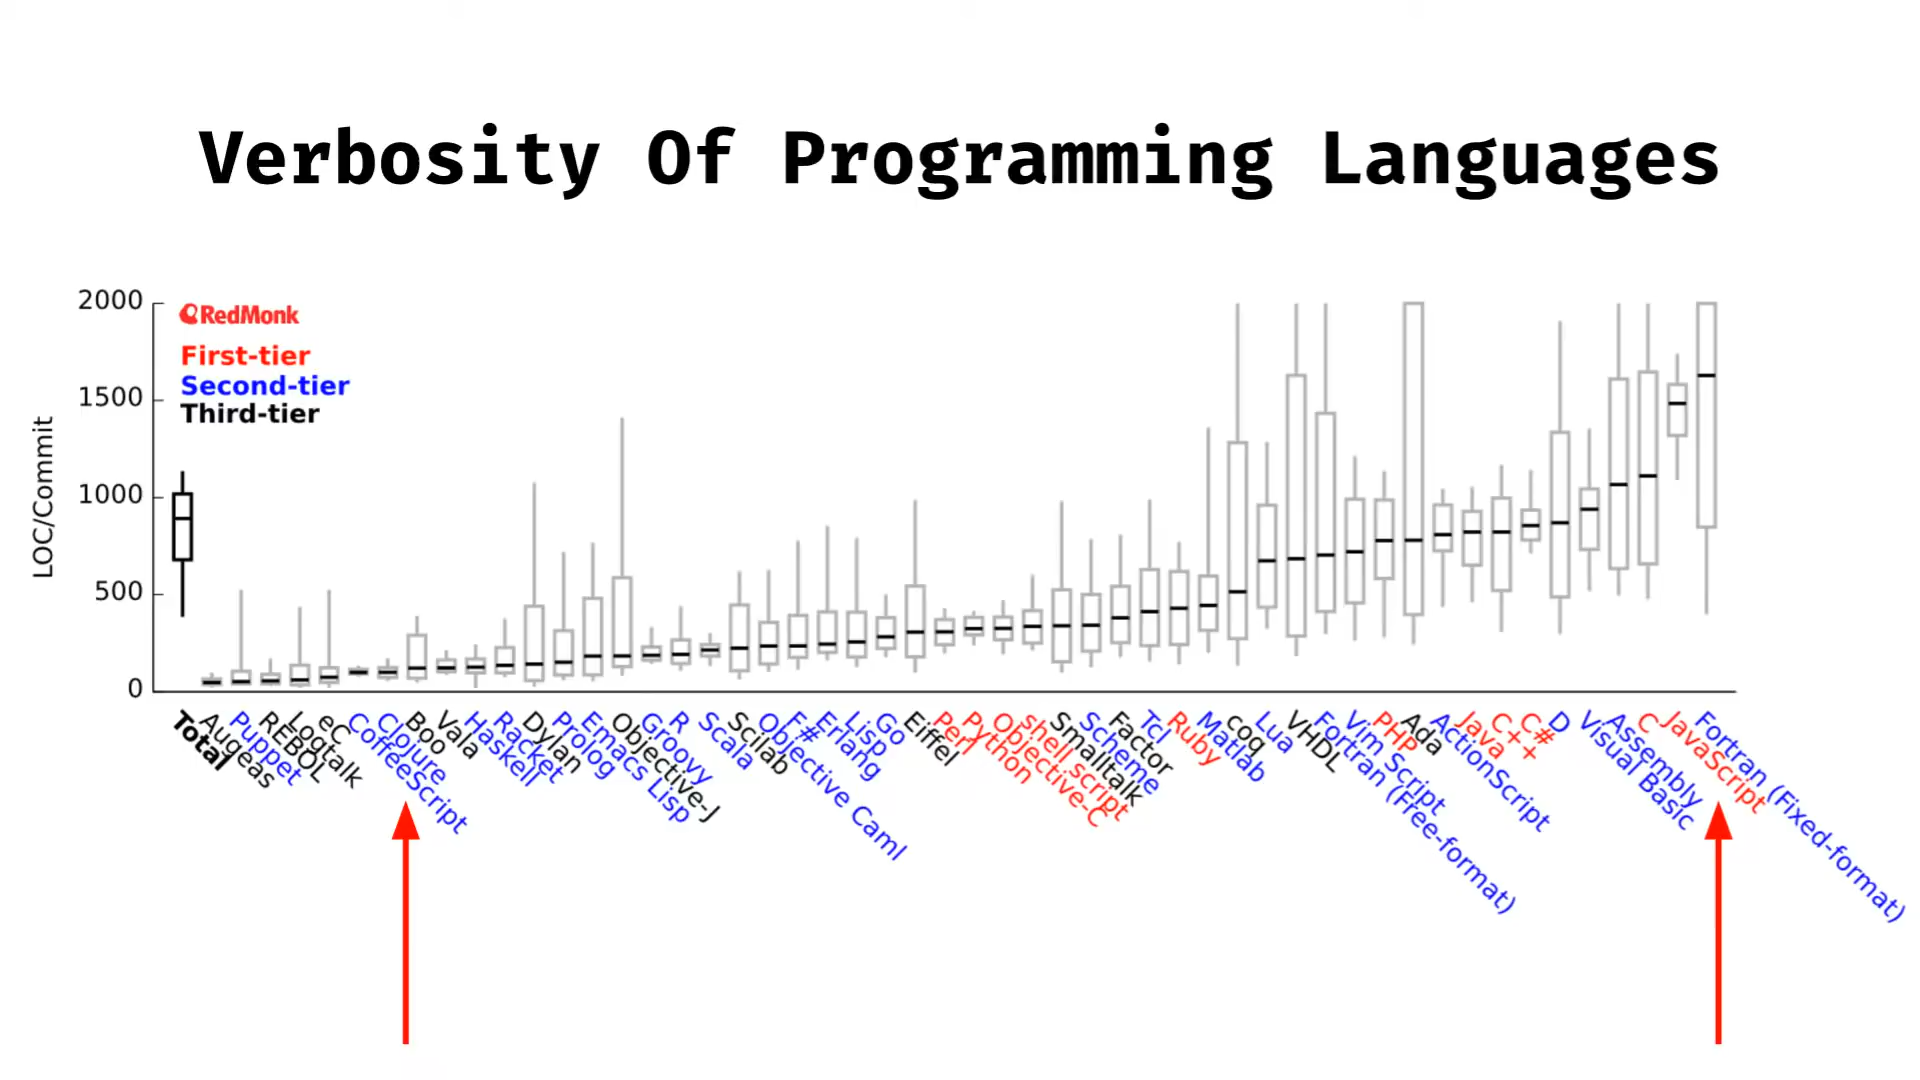 Verbosity Of Programming Languages
RedMonk
First-tier
Second-tier
Third-tier
LOC/Commit
2000
1500
1000
500
0
Total
Augeas
Puppet
REBOL
Logtalk
eC
CoffeeScript
Clojure
Boo
Vala
Haskell
Racket
Dylan
Prolog
Emacs Lisp
Objective-J
Groovy
R
Scala
Scilab
Objective Caml
F#
Erlang
Lisp
Go
Eiffel
Perl
Python
Objective-C
shell script
Smalltalk
Scheme
Factor
Tcl
Ruby
Matlab
coq
Lua
VHDL
Fortran (Free-format)
Vim Script
PHP
Ada
ActionScript
Java
C++
C#
D
Visual Basic
Assembly
C
JavaScript
Fortran (Fixed-format)